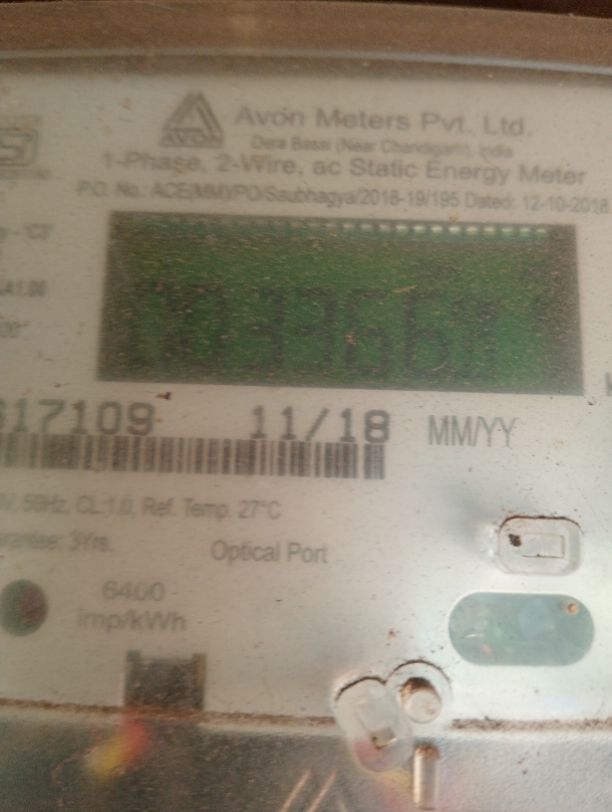 AVON
Avon Meters Pvt. Ltd.
Dera Bassi (Near Chandigarh), India
1-Phase, 2-Wire, ac Static Energy Meter
P.O. No.: ACE(MM)/PO/Saubhagya/2018-19/195 Dated: 12-10-2018
617109 11/18 MM/YY
V, 50Hz, CL:1.0, Ref. Temp. 27°C
3Yrs.
Optical Port
6400
imp/kWh